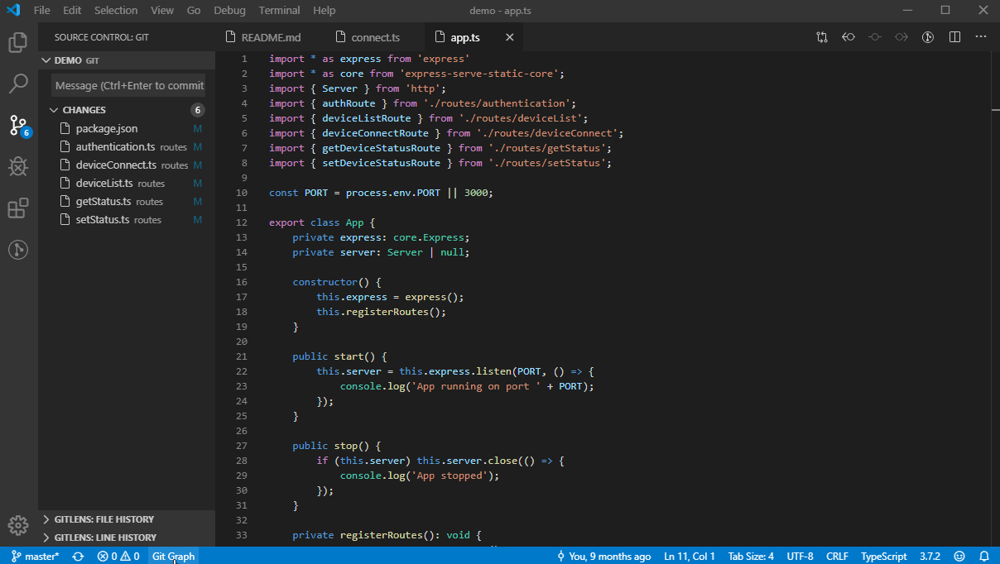 File Edit Selection View Go Debug Terminal Help demo - app.ts
SOURCE CONTROL: GIT
README.md connect.ts app.ts
DEMO GIT
Message (Ctrl+Enter to commit
CHANGES 6
package.json M
authentication.ts routes M
deviceConnect.ts routes M
deviceList.ts routes M
getStatus.ts routes M
setStatus.ts routes M
6
GITLENS: FILE HISTORY
GITLENS: LINE HISTORY
1 import * as express from 'express'
2 import * as core from 'express-serve-static-core';
3 import { Server } from 'http';
4 import { authRoute } from './routes/authentication';
5 import { deviceListRoute } from './routes/deviceList';
6 import { deviceConnectRoute } from './routes/deviceConnect';
7 import { getDeviceStatusRoute } from './routes/getStatus';
8 import { setDeviceStatusRoute } from './routes/setStatus';
9
10 const PORT = process.env.PORT || 3000;
11
12 export class App {
13 private express: core.Express;
14 private server: Server | null;
15
16 constructor() {
17 this.express = express();
18 this.registerRoutes();
19 }
20
21 public start() {
22 this.server = this.express.listen(PORT, () => {
23 console.log('App running on port ' + PORT);
24 });
25 }
26
27 public stop() {
28 if (this.server) this.server.close(() => {
29 console.log('App stopped');
30 });
31 }
32
33 private registerRoutes(): void {
master* 0 0 Git Graph You, 9 months ago Ln 11, Col 1 Tab Size: 4 UTF-8 CRLF TypeScript 3.7.2